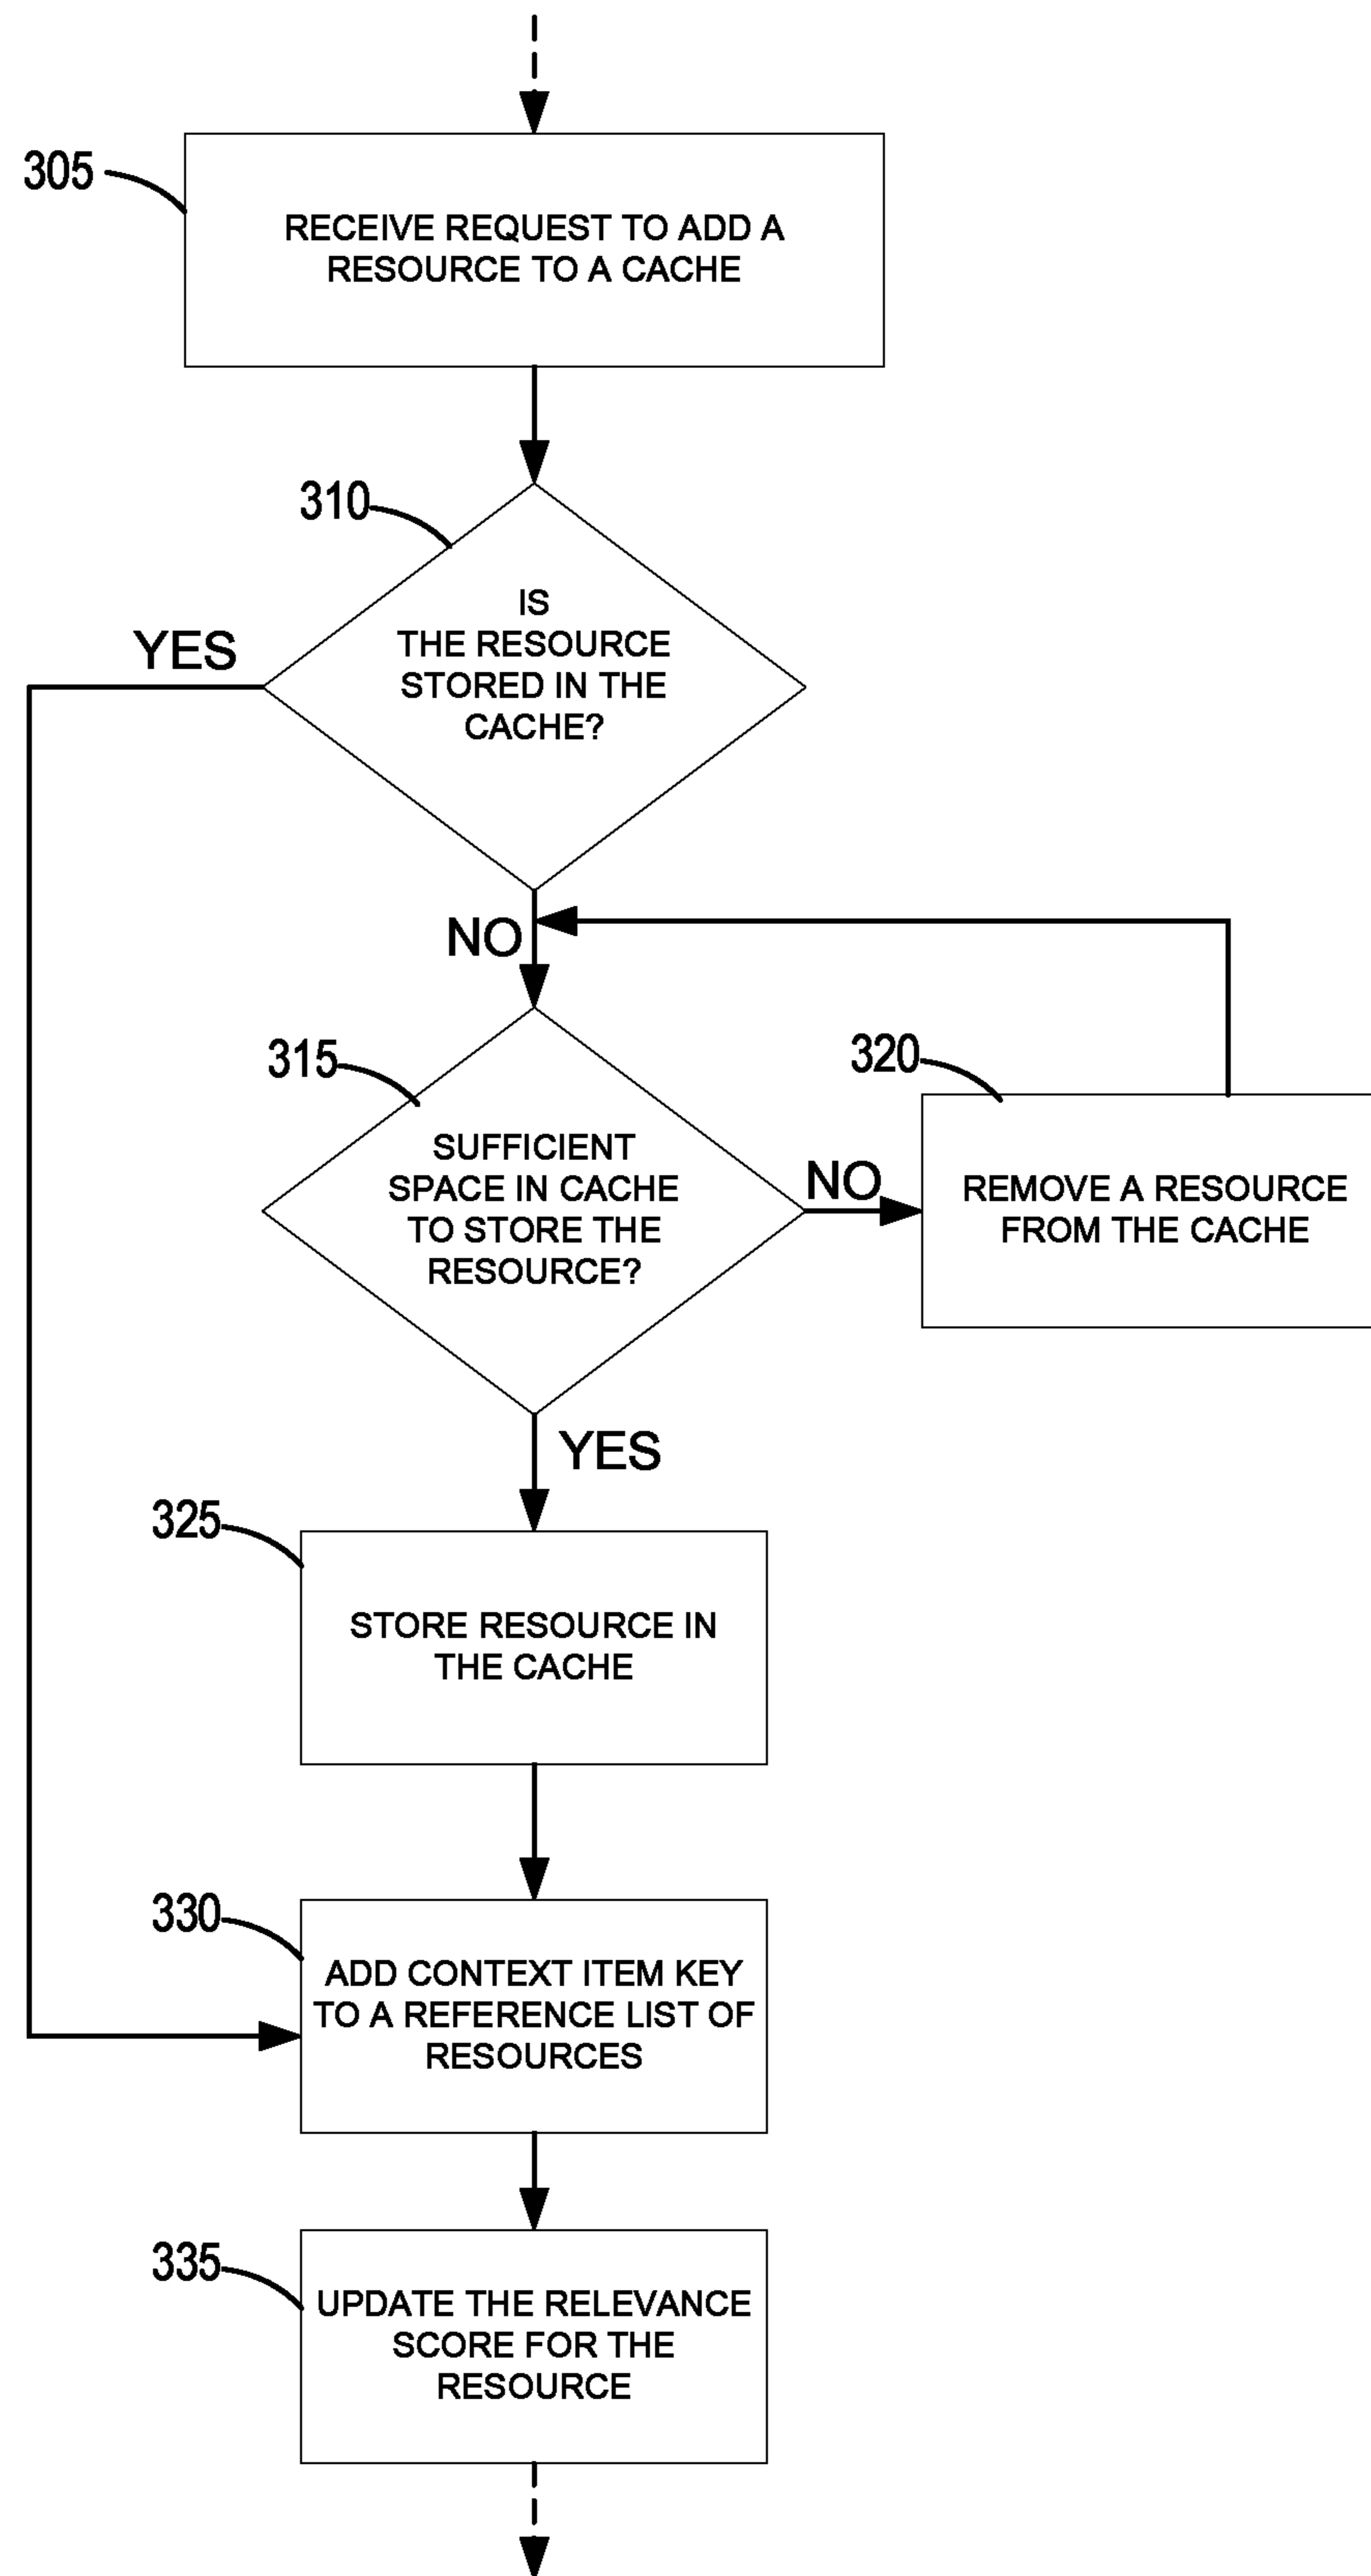 305
RECEIVE REQUEST TO ADD A
RESOURCE TO A CACHE
310
IS
THE RESOURCE
STORED IN THE
CACHE?
YES
NO
315
SUFFICIENT
SPACE IN CACHE
TO STORE THE
RESOURCE?
NO
320
REMOVE A RESOURCE
FROM THE CACHE
YES
325
STORE RESOURCE IN
THE CACHE
330
ADD CONTEXT ITEM KEY
TO A REFERENCE LIST OF
RESOURCES
335
UPDATE THE RELEVANCE
SCORE FOR THE
RESOURCE